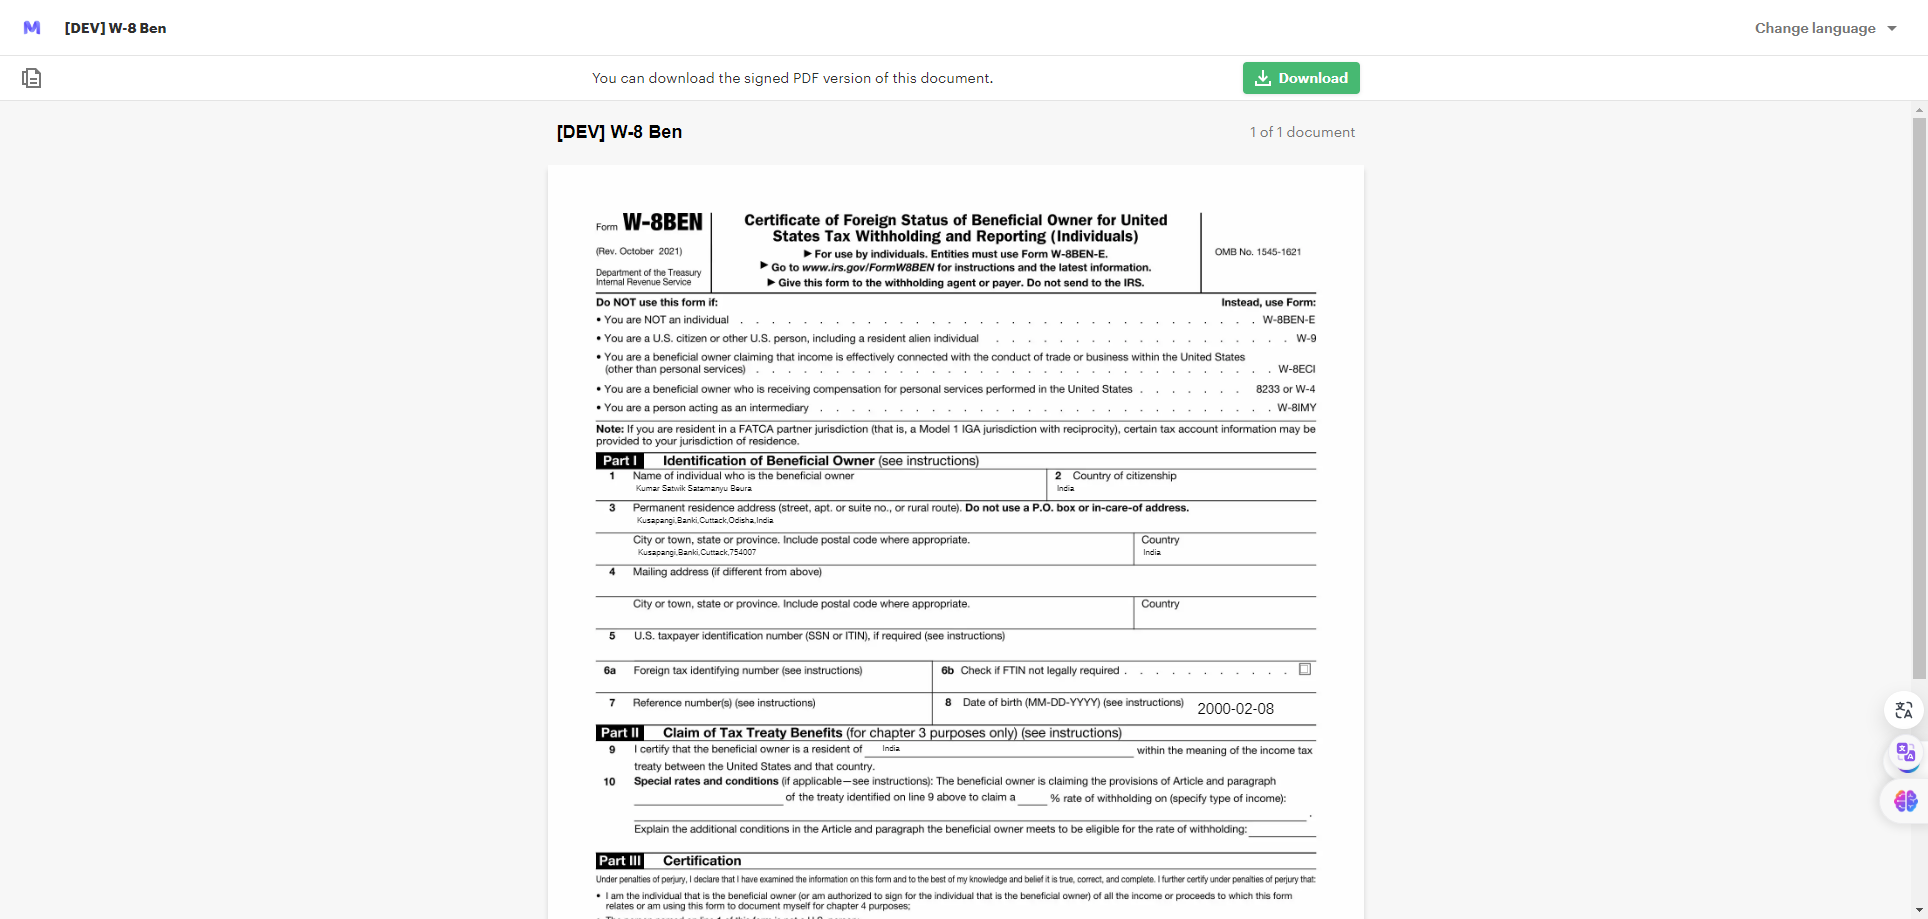 [DEV] W-8 Ben
Change language
You can download the signed PDF version of this document.
Download
[DEV] W-8 Ben
1 of 1 document
Form W-8BEN
(Rev. October 2021)
Department of the Treasury
Internal Revenue Service
Certificate of Foreign Status of Beneficial Owner for United
States Tax Withholding and Reporting (Individuals)
▶ For use by individuals. Entities must use Form W-8BEN-E.
▶ Go to www.irs.gov/FormW8BEN for instructions and the latest information.
▶ Give this form to the withholding agent or payer. Do not send to the IRS.
OMB No. 1545-1621
Do NOT use this form if: Instead, use Form:
• You are NOT an individual . . . . . . . . . . W-8BEN-E
• You are a U.S. citizen or other U.S. person, including a resident alien individual . . . . . . . . . . W-9
• You are a beneficial owner claiming that income is effectively connected with the conduct of trade or business within the United States
(other than personal services) . . . . . . . . . . W-8ECI
• You are a beneficial owner who is receiving compensation for personal services performed in the United States . . . . . . . 8233 or W-4
• You are a person acting as an intermediary . . . . . . . . . . W-8IMY
Note: If you are resident in a FATCA partner jurisdiction (that is, a Model 1 IGA jurisdiction with reciprocity), certain tax account information may be
provided to your jurisdiction of residence.
Part I Identification of Beneficial Owner (see instructions)
1 Name of individual who is the beneficial owner
Kumar Satwik Satamanyu Beura
2 Country of citizenship
India
3 Permanent residence address (street, apt. or suite no., or rural route). Do not use a P.O. box or in-care-of address.
Kusapangi,Banki,Cuttack,Odisha,India
City or town, state or province. Include postal code where appropriate.
Kusapangi,Banki,Cuttack,754007
Country
India
4 Mailing address (if different from above)
City or town, state or province. Include postal code where appropriate.
Country
5 U.S. taxpayer identification number (SSN or ITIN), if required (see instructions)
6a Foreign tax identifying number (see instructions)
6b Check if FTIN not legally required . . . . . . . . . . .
7 Reference number(s) (see instructions)
8 Date of birth (MM-DD-YYYY) (see instructions) 2000-02-08
Part II Claim of Tax Treaty Benefits (for chapter 3 purposes only) (see instructions)
9 I certify that the beneficial owner is a resident of India within the meaning of the income tax
treaty between the United States and that country.
10 Special rates and conditions (if applicable—see instructions): The beneficial owner is claiming the provisions of Article and paragraph
of the treaty identified on line 9 above to claim a % rate of withholding on (specify type of income):
.
Explain the additional conditions in the Article and paragraph the beneficial owner meets to be eligible for the rate of withholding:
Part III Certification
Under penalties of perjury, I declare that I have examined the information on this form and to the best of my knowledge and belief it is true, correct, and complete. I further certify under penalties of perjury that:
• I am the individual that is the beneficial owner (or am authorized to sign for the individual that is the beneficial owner) of all the income or proceeds to which this form
relates or am using this form to document myself for chapter 4 purposes;